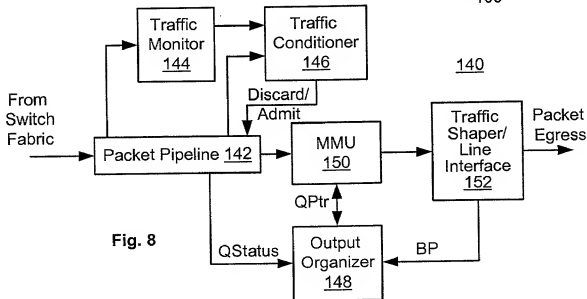 Traffic
Monitor
144
Traffic
Conditioner
146
140
From
Switch
Fabric
Discard/
Admit
Packet Pipeline 142
MMU
150
Traffic
Shaper/
Line
Interface
152
Packet
Egress
QPtr
Fig. 8
QStatus
Output
Organizer
148
BP